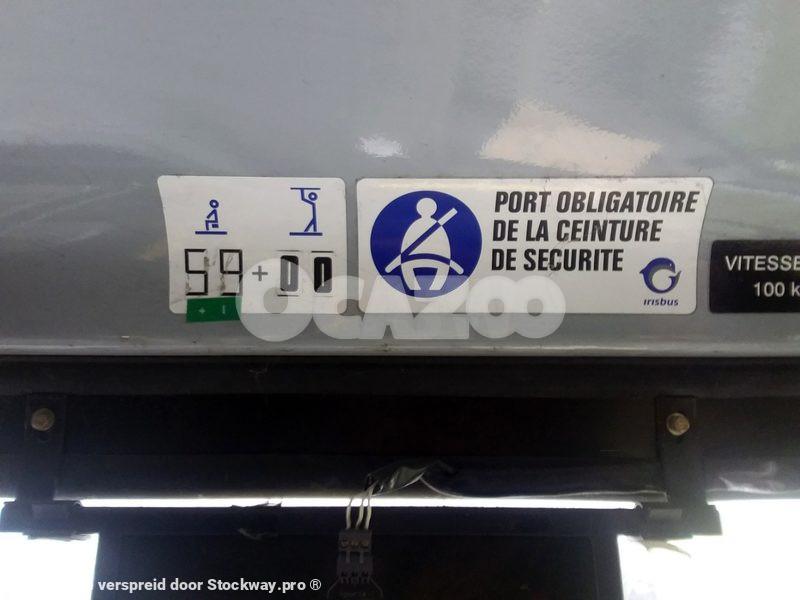 59 + 00
PORT OBLIGATOIRE
DE LA CEINTURE
DE SECURITE
irisbus
VITESSE
100 k
OCAZOO
verspreid door Stockway.pro ®